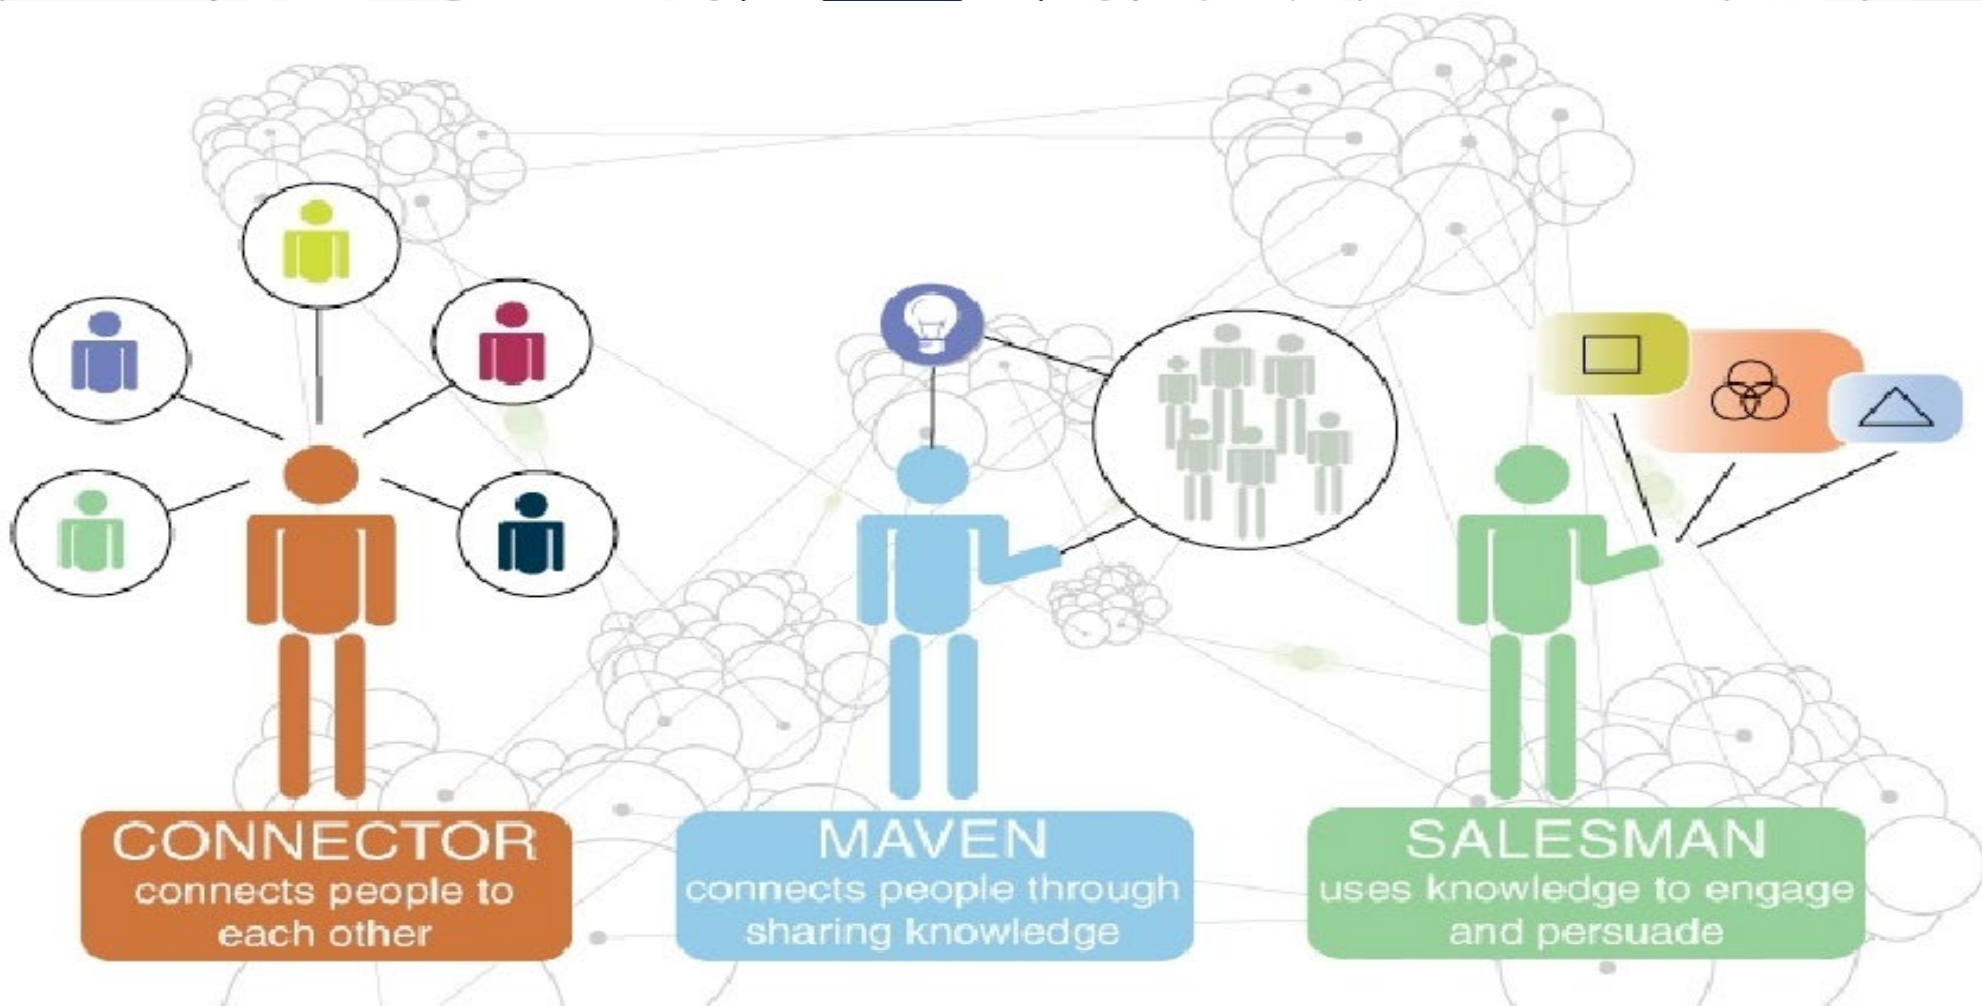 CONNECTOR
connects people to
each other
MAVEN
connects people through
sharing knowledge
SALESMAN
uses knowledge to engage
and persuade